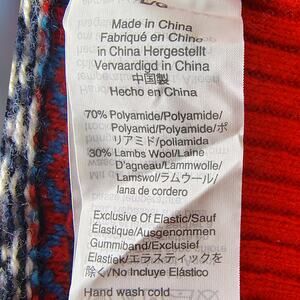 Made in China
Fabriqué en China
in China Hergestellt
Vervaardigd in China
中国製
Hecho en China
70% Polyamide/Polyamide/
Polyamid/Polyamide/ポ
リアミド/poliamida
30% Lambs Wool/Laine
D'agneau/Lammwolle/
Lamswol/ラムウール/
lana de cordero
Exclusive Of Elastic/Sauf
Élastique/Ausgenommen
Gummiband/Exclusief
Elastiek/エラスティックを
除く/No Incluye Elástico
Hand wash cold